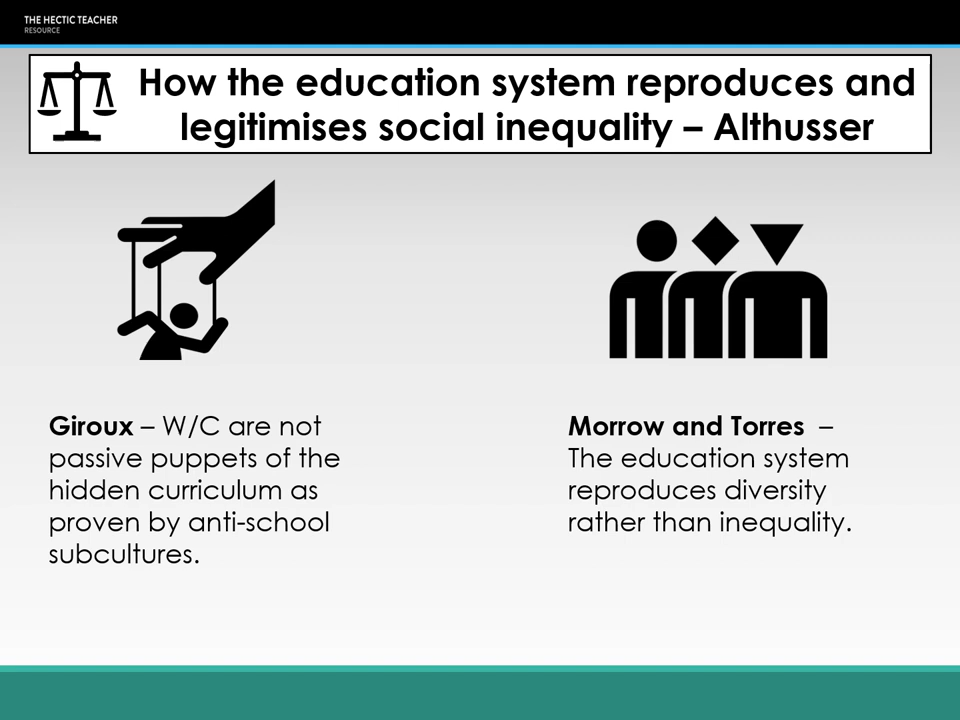 THE HECTIC TEACHER
RESOURCE
How the education system reproduces and
legitimises social inequality – Althusser
Giroux – W/C are not
passive puppets of the
hidden curriculum as
proven by anti-school
subcultures.
Morrow and Torres –
The education system
reproduces diversity
rather than inequality.